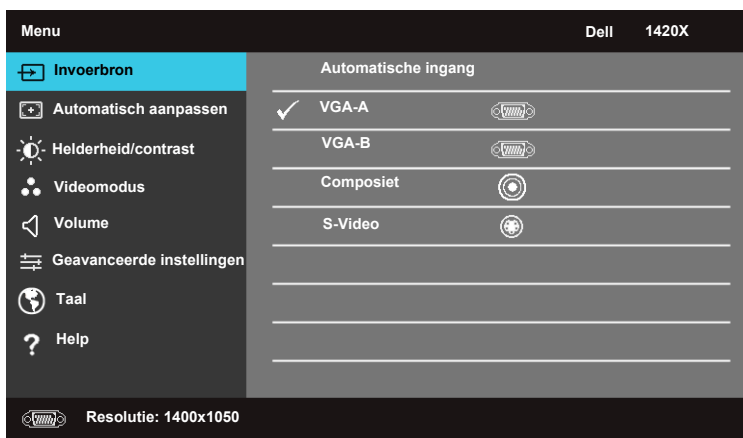 Menu
Dell 1420X
Invoerbron
Automatisch aanpassen
Helderheid/contrast
Videomodus
Volume
Geavanceerde instellingen
Taal
Help
Automatische ingang
VGA-A
VGA-B
Composiet
S-Video
Resolutie: 1400x1050